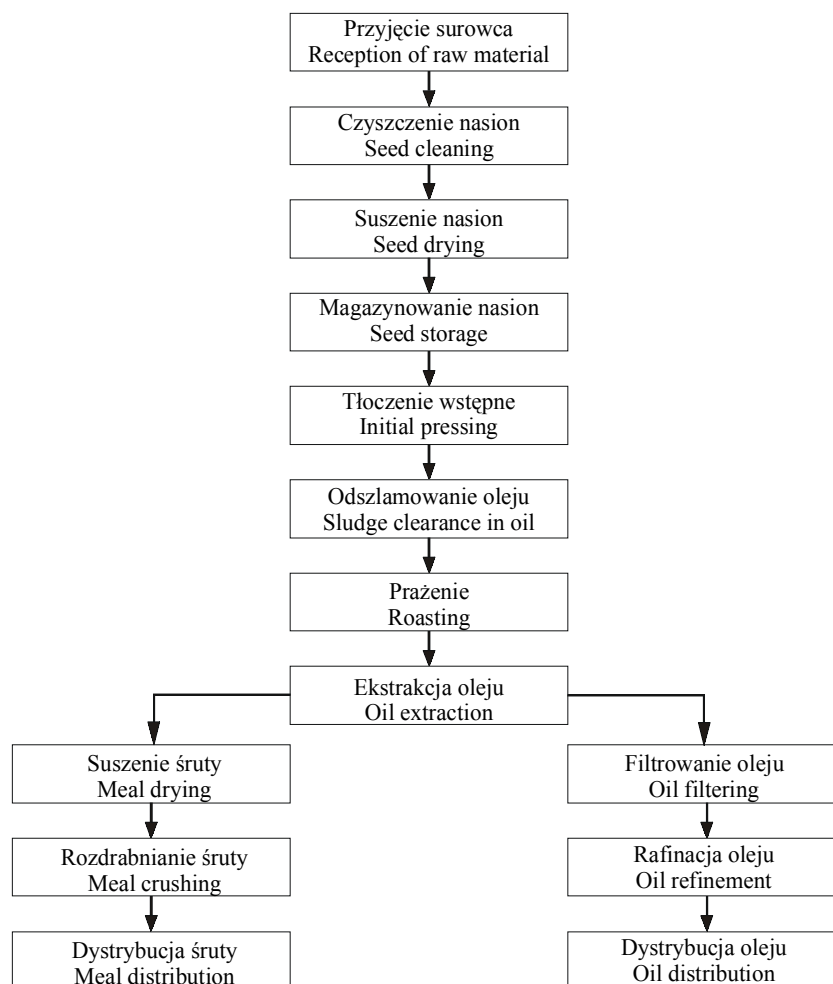 Przyjęcie surowca
Reception of raw material
Czyszczenie nasion
Seed cleaning
Suszenie nasion
Seed drying
Magazynowanie nasion
Seed storage
Tłoczenie wstępne
Initial pressing
Odszlamowanie oleju
Sludge clearance in oil
Prażenie
Roasting
Ekstrakcja oleju
Oil extraction
Suszenie śruty
Meal drying
Rozdrabnianie śruty
Meal crushing
Dystrybucja śruty
Meal distribution
Filtrowanie oleju
Oil filtering
Rafinacja oleju
Oil refinement
Dystrybucja oleju
Oil distribution